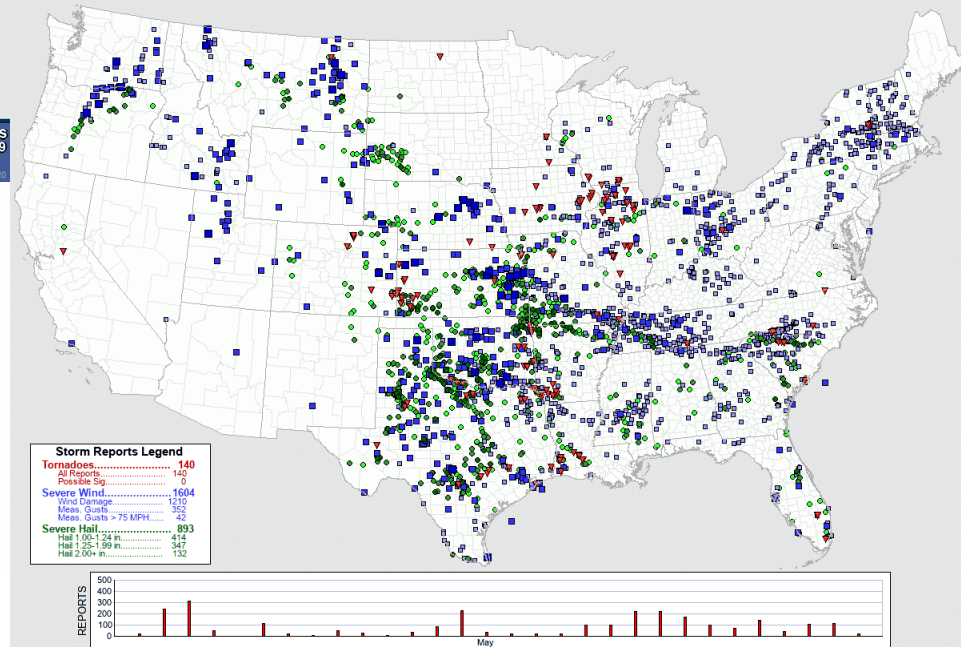 S
9
20
Storm Reports Legend
Tornadoes........................ 140
All Reports....................... 140
Possible Sig....................... 0
Severe Wind...................1604
Wind Damage................... 1210
Meas. Gusts..................... 352
Meas. Gusts > 75 MPH...... 42
Severe Hail...................... 893
Hail 1.00-1.24 in................ 414
Hail 1.25-1.99 in................ 347
Hail 2.00+ in..................... 132
REPORTS
500
400
300
200
100
0
May